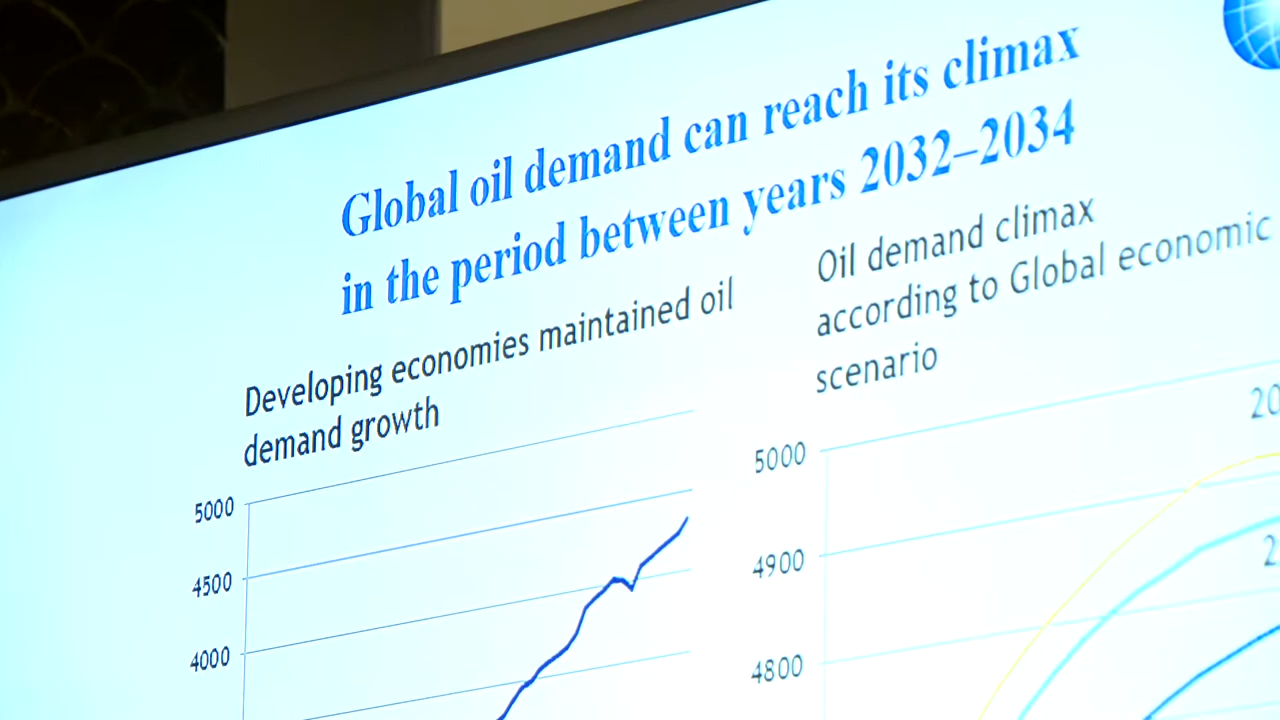 Global oil demand can reach its climax
in the period between years 2032–2034
Developing economies maintained oil
demand growth
5000
4500
4000
Oil demand climax
according to Global economic
scenario
5000
4900
4800